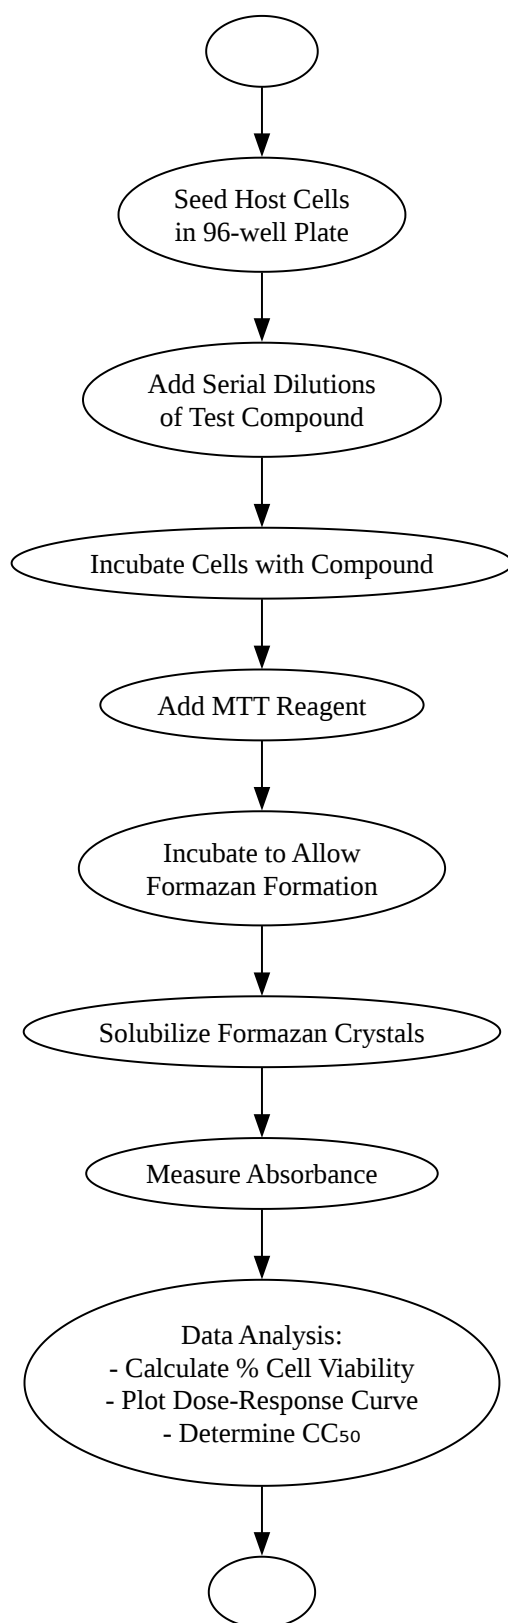 Seed Host Cells
in 96-well Plate
Add Serial Dilutions
of Test Compound
Incubate Cells with Compound
Add MTT Reagent
Incubate to Allow
Formazan Formation
Solubilize Formazan Crystals
Measure Absorbance
Data Analysis:
- Calculate % Cell Viability
- Plot Dose-Response Curve
- Determine CC₅₀